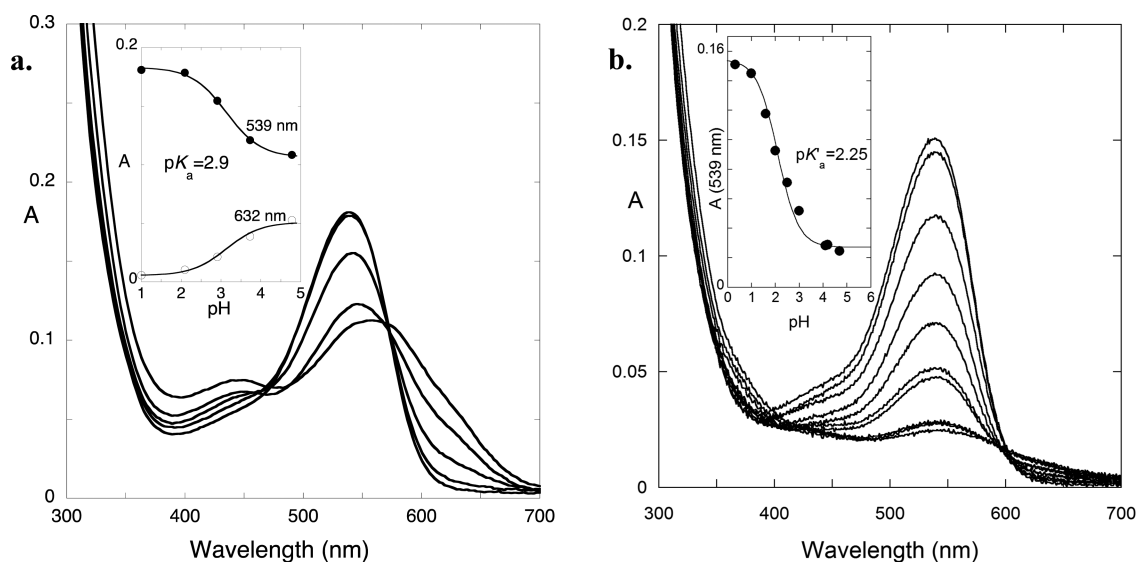 a.
0.3
0.2
0.1
0
A
300
400
500
600
700
Wavelength (nm)
0.2
0
A
539 nm
pKa=2.9
632 nm
1
2
3
4
5
pH
b.
0.2
0.15
0.1
0.05
0
A
300
400
500
600
700
Wavelength (nm)
0.16
0
A (539 nm)
pK'a=2.25
0
1
2
3
4
5
6
pH